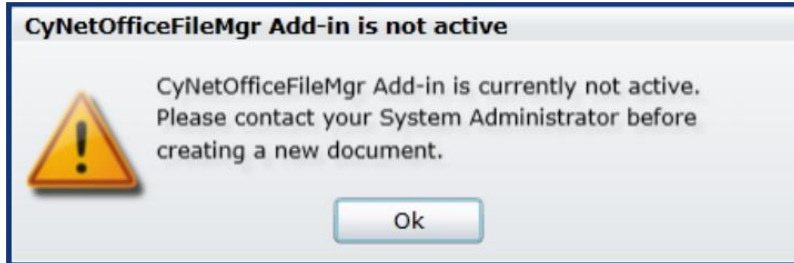 CyNetOfficeFileMgr Add-in is not active
CyNetOfficeFileMgr Add-in is currently not active.
Please contact your System Administrator before
creating a new document.
Ok